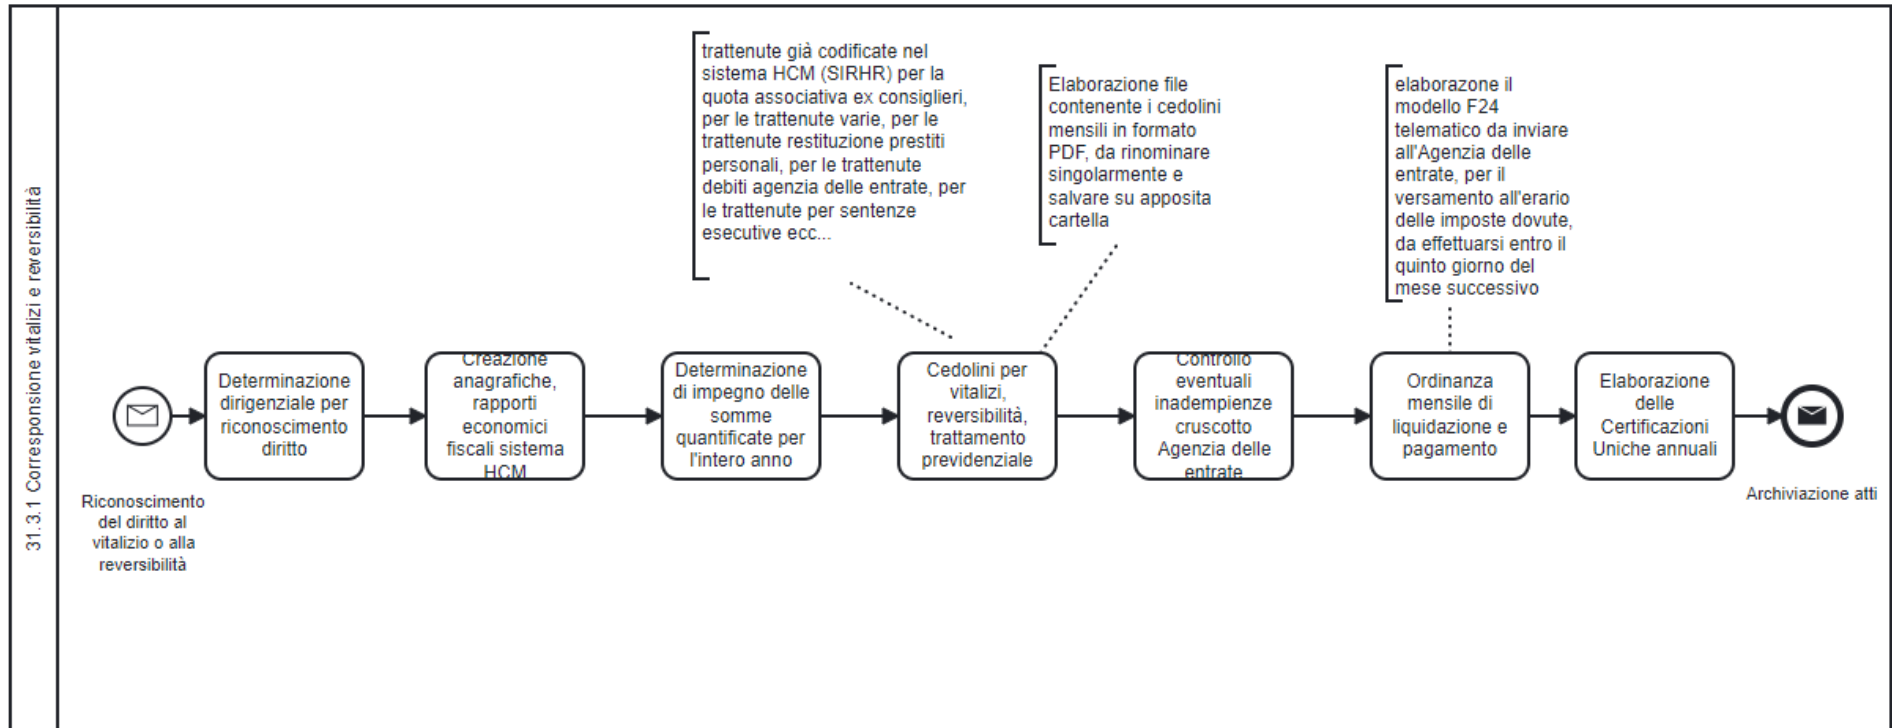 31.3.1 Corresponsione vitalizi e reversibilità
trattenute già codificate nel
sistema HCM (SIRHR) per la
quota associativa ex consiglieri,
per le trattenute varie, per le
trattenute restituzione prestiti
personali, per le trattenute
debiti agenzia delle entrate, per
le trattenute per sentenze
esecutive ecc...
Elaborazione file
contenente i cedolini
mensili in formato
PDF, da rinominare
singolarmente e
salvare su apposita
cartella
elaborazone il
modello F24
telematico da inviare
all'Agenzia delle
entrate, per il
versamento all'erario
delle imposte dovute,
da effettuarsi entro il
quinto giorno del
mese successivo
Riconoscimento
del diritto al
vitalizio o alla
reversibilità
Determinazione
dirigenziale per
riconoscimento
diritto
Creazione
anagrafiche,
rapporti
economici
fiscali sistema
HCM
Determinazione
di impegno delle
somme
quantificate per
l'intero anno
Cedolini per
vitalizi,
reversibilità,
trattamento
previdenziale
Controllo
eventuali
inadempienze
cruscotto
Agenzia delle
entrate
Ordinanza
mensile di
liquidazione e
pagamento
Elaborazione
delle
Certificazioni
Uniche annuali
Archiviazione atti